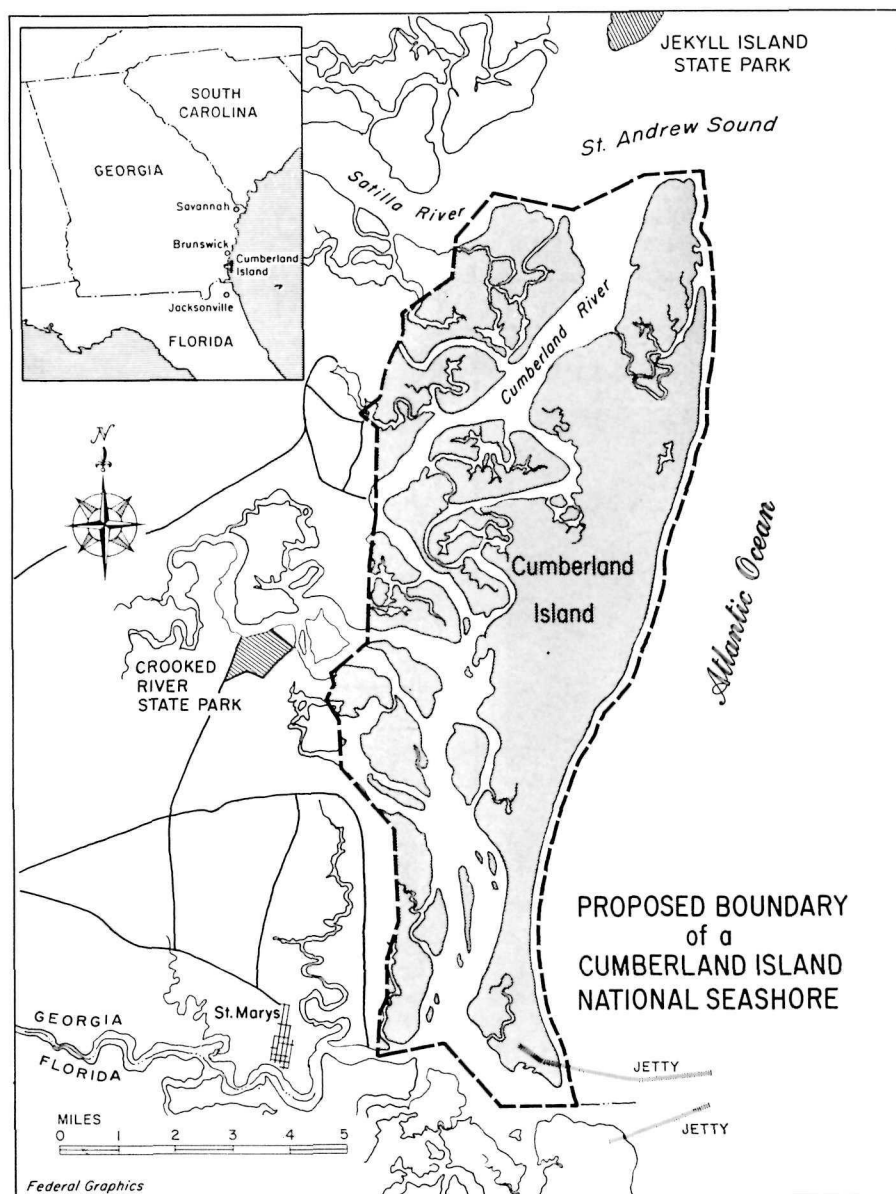 SOUTH
CAROLINA
GEORGIA
Savannah
Brunswick
Cumberland
Island
Jacksonville
FLORIDA
JEKYLL ISLAND
STATE PARK
St. Andrew Sound
Satilla River
Cumberland River
N
Cumberland
Island
Atlantic Ocean
CROOKED
RIVER
STATE PARK
PROPOSED BOUNDARY
of a
CUMBERLAND ISLAND
NATIONAL SEASHORE
St. Marys
GEORGIA
FLORIDA
JETTY
JETTY
MILES
0 1 2 3 4 5
Federal Graphics